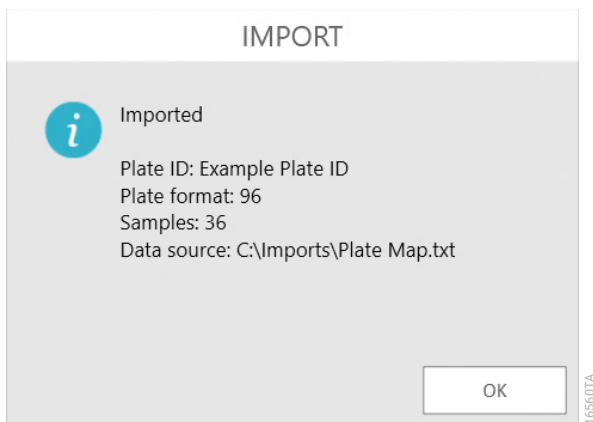 IMPORT
i
Imported
Plate ID: Example Plate ID
Plate format: 96
Samples: 36
Data source: C:\Imports\Plate Map.txt
OK
16560TA